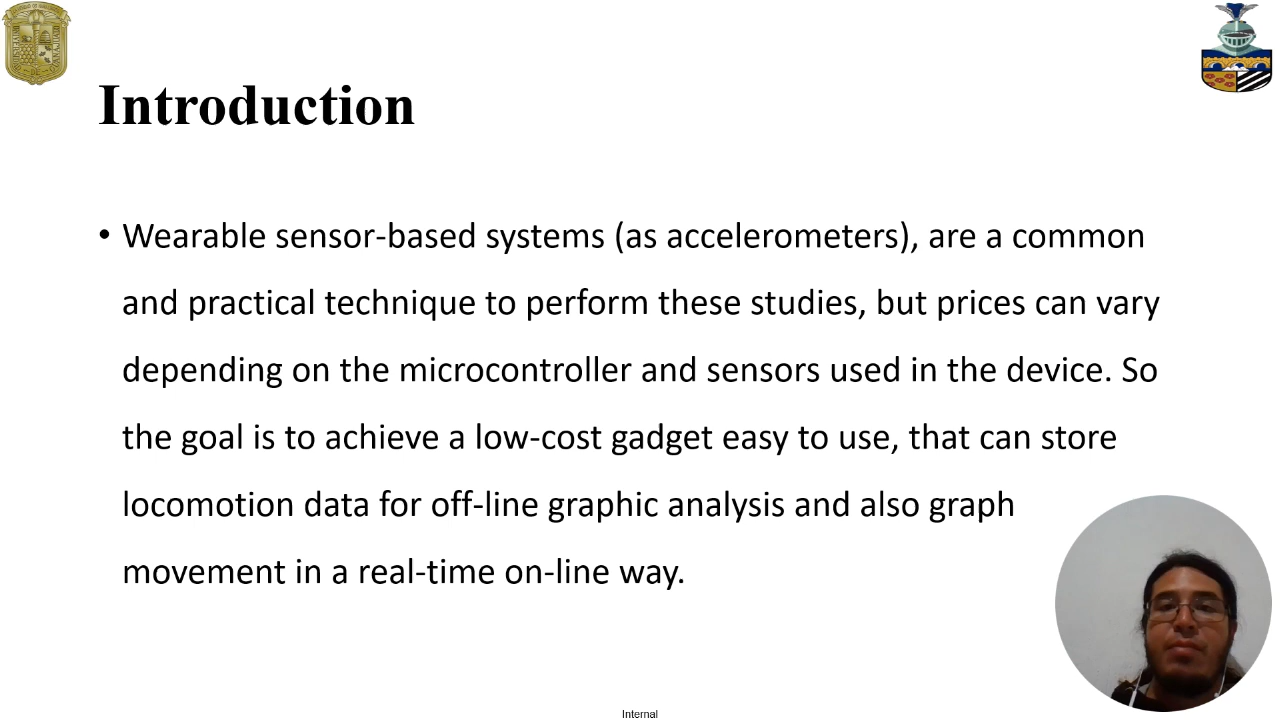 Introduction
• Wearable sensor-based systems (as accelerometers), are a common
and practical technique to perform these studies, but prices can vary
depending on the microcontroller and sensors used in the device. So
the goal is to achieve a low-cost gadget easy to use, that can store
locomotion data for off-line graphic analysis and also graph
movement in a real-time on-line way.
Internal